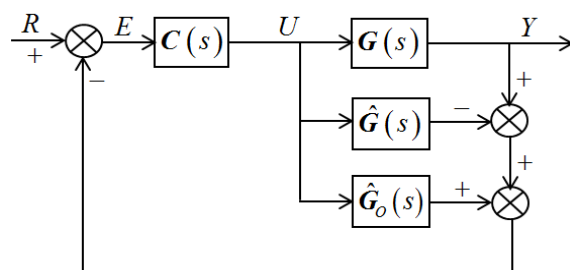 R E C(s) U G(s) Y
+ − +
Ĝ(s) −
+
Ĝ_O(s) +